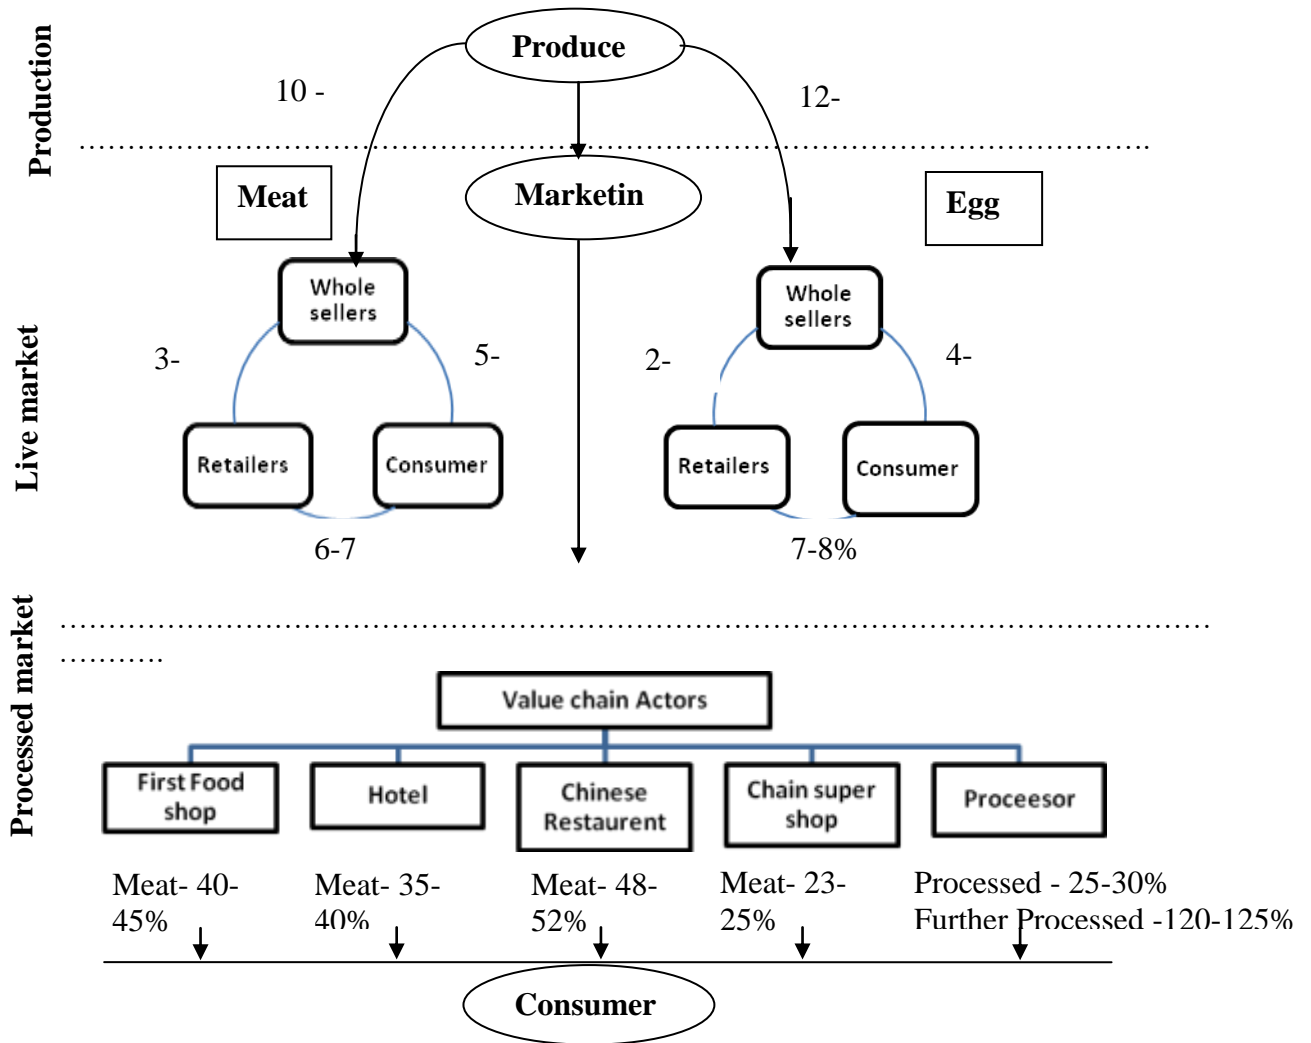 Production
Produce
10 -
12-
Meat
Marketin
Egg
Live market
Whole
sellers
Whole
sellers
3-
5-
2-
4-
Retailers
Consumer
Retailers
Consumer
6-7
7-8%
Processed market
Value chain Actors
First Food
shop
Hotel
Chinese
Restaurent
Chain super
shop
Proceesor
Meat- 40-
45%
Meat- 35-
40%
Meat- 48-
52%
Meat- 23-
25%
Processed - 25-30%
Further Processed -120-125%
Consumer